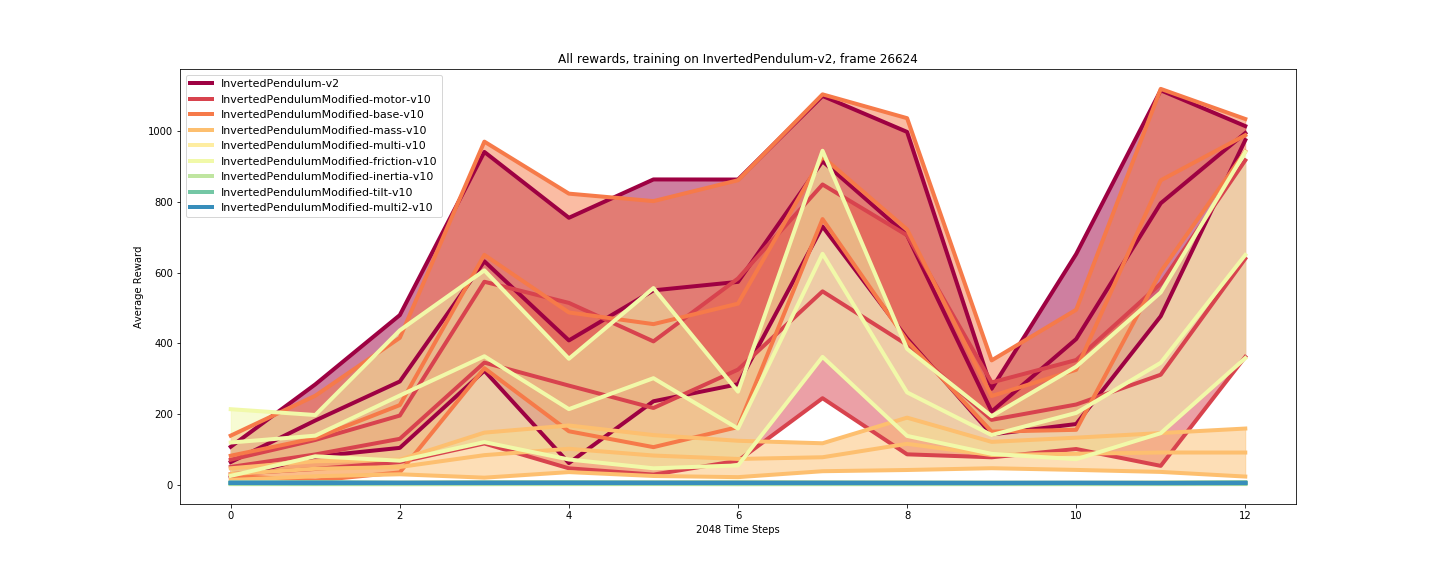 All rewards, training on InvertedPendulum-v2, frame 26624
InvertedPendulum-v2
InvertedPendulumModified-motor-v10
InvertedPendulumModified-base-v10
InvertedPendulumModified-mass-v10
InvertedPendulumModified-multi-v10
InvertedPendulumModified-friction-v10
InvertedPendulumModified-inertia-v10
InvertedPendulumModified-tilt-v10
InvertedPendulumModified-multi2-v10
Average Reward
1000
800
600
400
200
0
0 2 4 6 8 10 12
2048 Time Steps